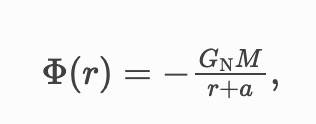 Φ(r) = − G_N M / (r + a),